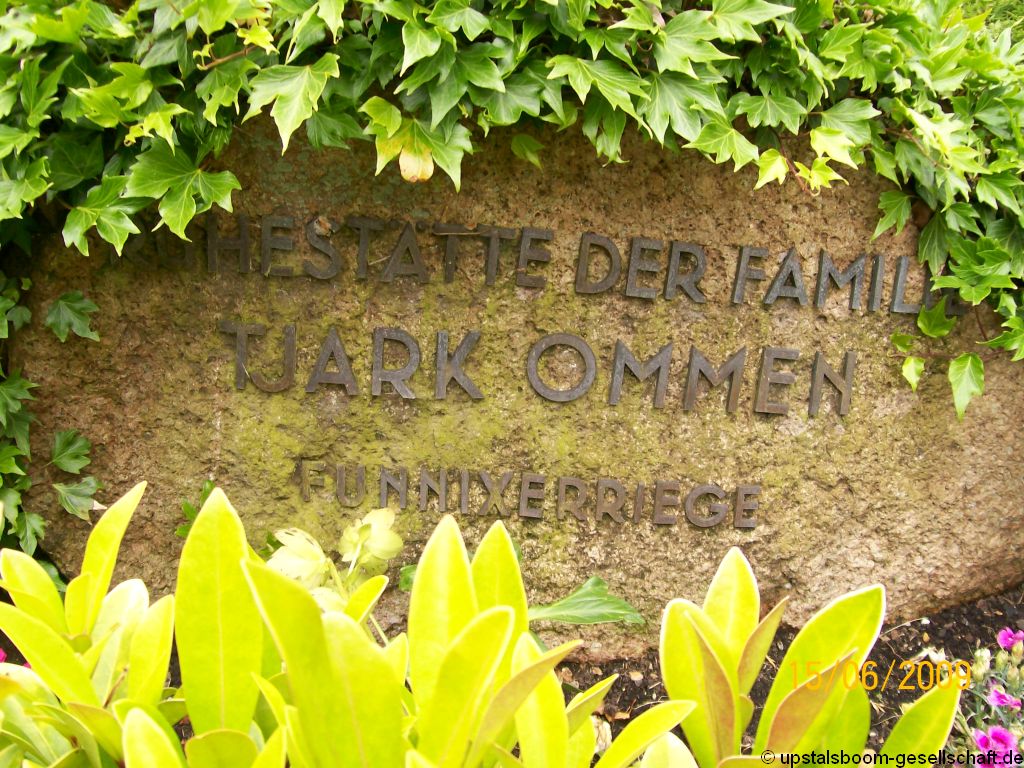 RUHESTÄTTE DER FAMILIE
TJARK OMMEN
FUNNIXERRIEGE
15/06/2009
© upstalsboom-gesellschaft.de